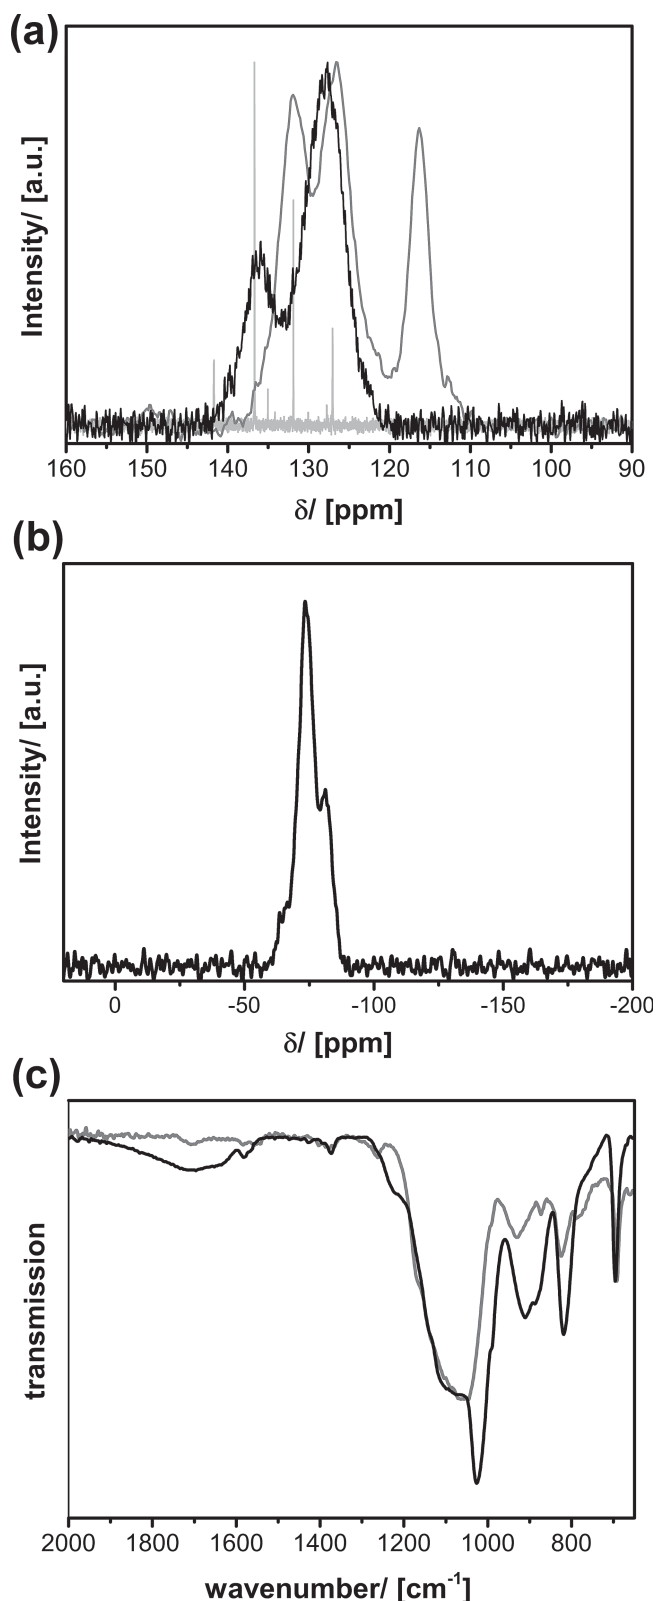 (a)
Intensity/ [a.u.]
160 150 140 130 120 110 100 90
δ/ [ppm]
(b)
Intensity/ [a.u.]
0 -50 -100 -150 -200
δ/ [ppm]
(c)
transmission
2000 1800 1600 1400 1200 1000 800
wavenumber/ [cm⁻¹]